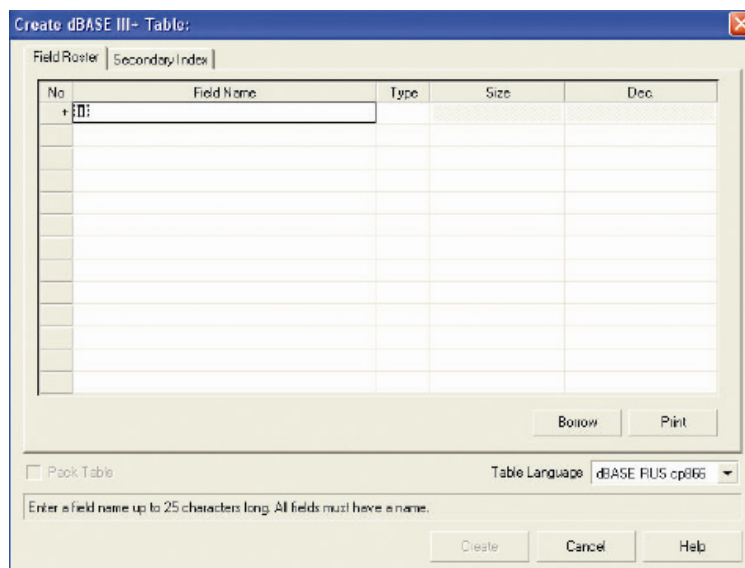 Create dBASE III+ Table:
Field Roster Secondary Index
No Field Name Type Size Dec.
+
Borrow Print
Pack Table Table Language dBASE RUS cp866
Enter a field name up to 25 characters long. All fields must have a name.
Create Cancel Help